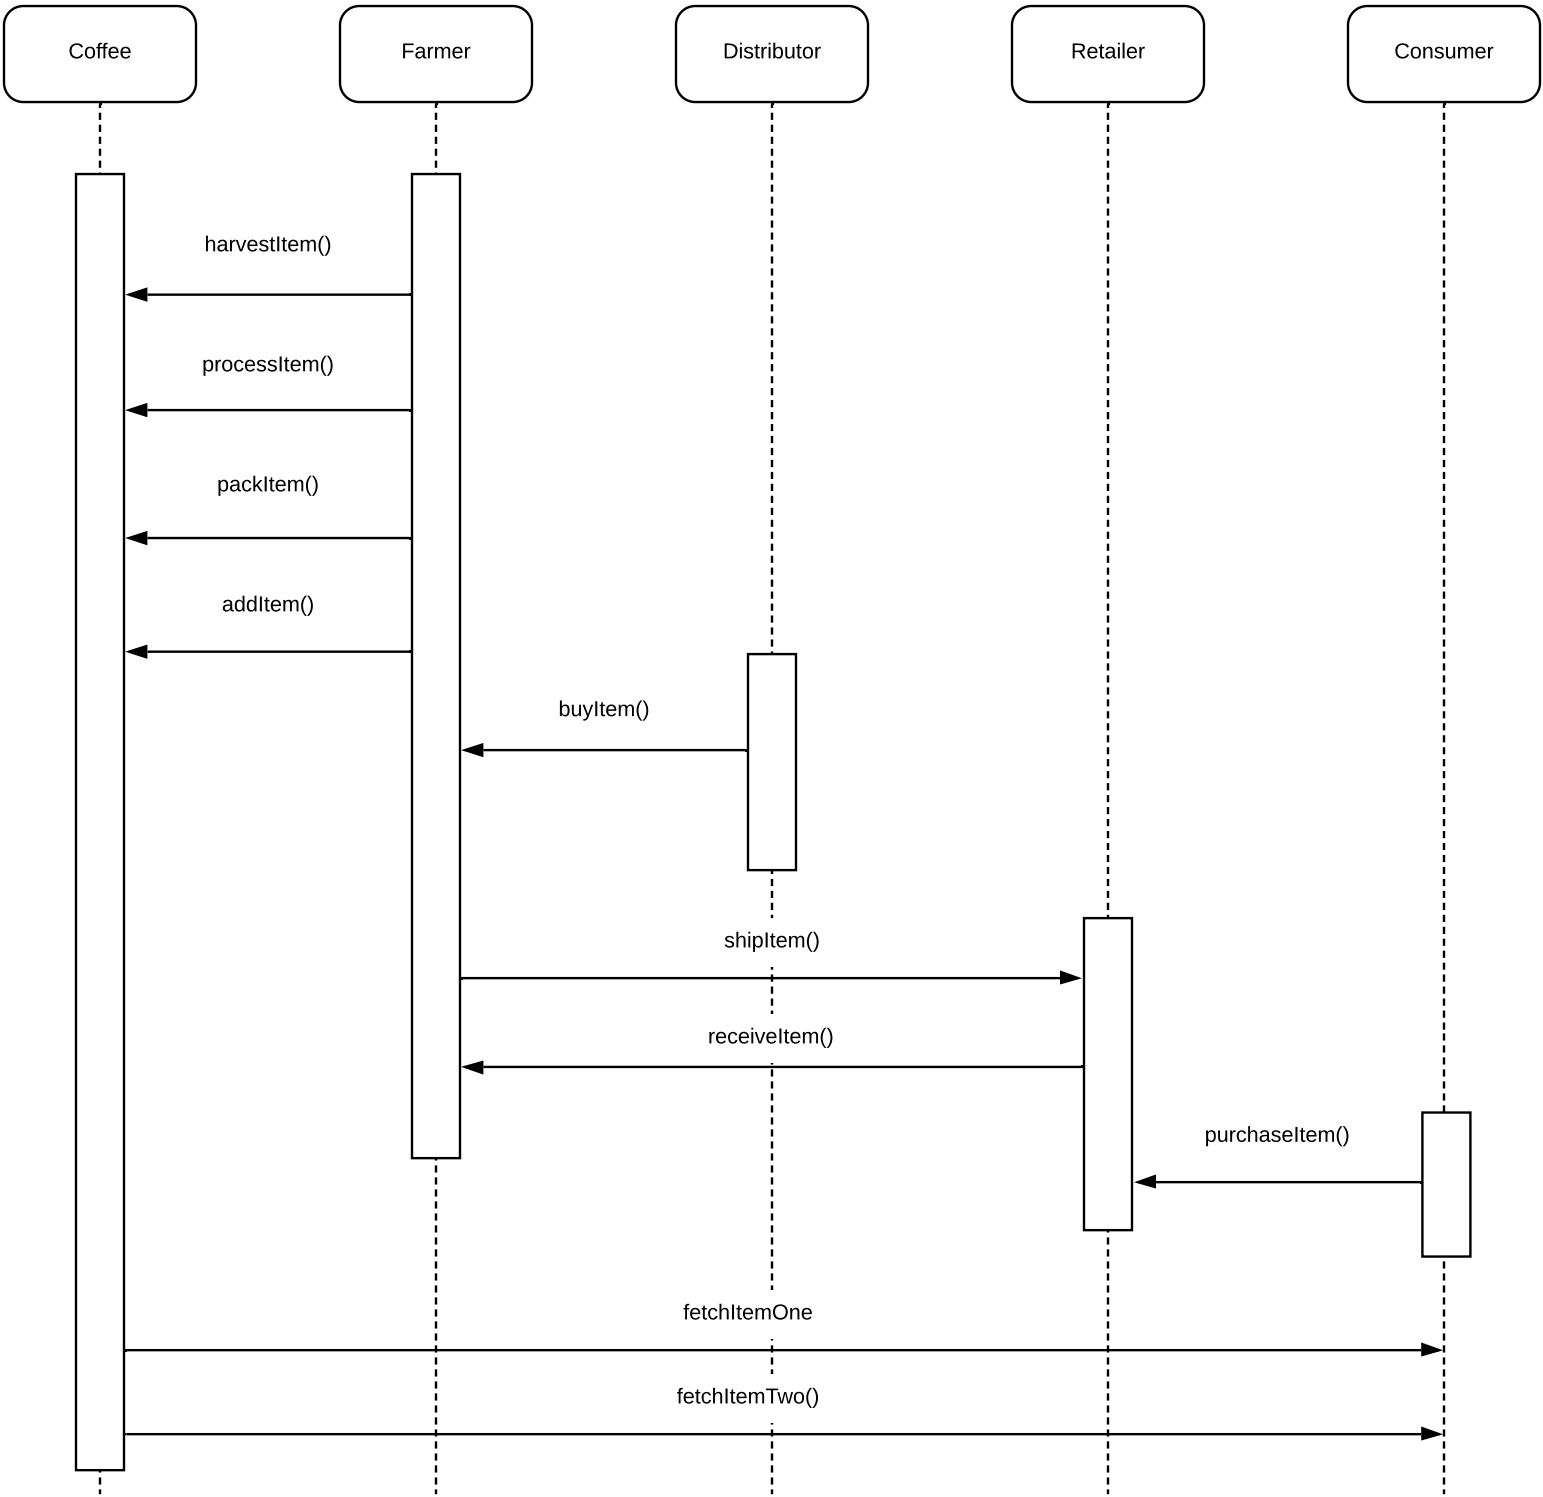 Coffee
Farmer
Distributor
Retailer
Consumer
harvestItem()
processItem()
packItem()
addItem()
buyItem()
shipItem()
receiveItem()
purchaseItem()
fetchItemOne
fetchItemTwo()